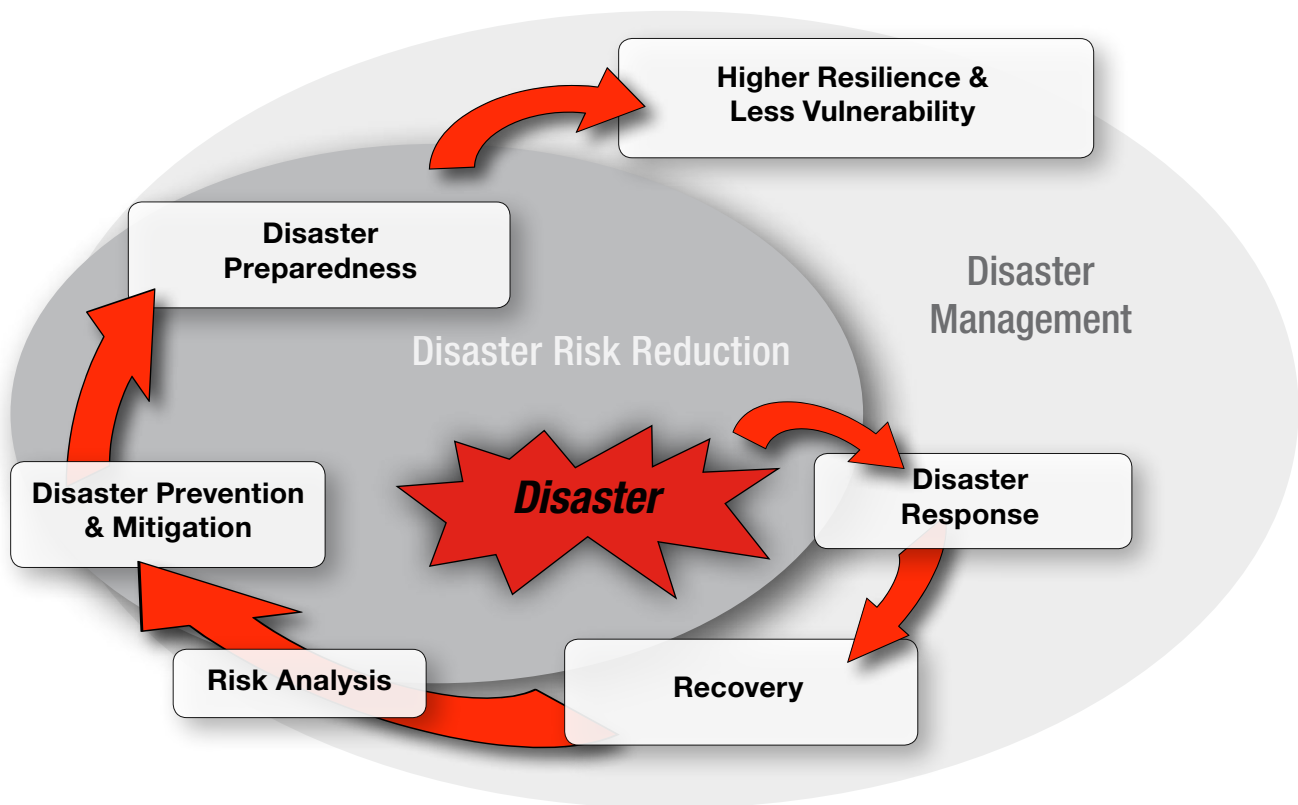 Higher Resilience &
Less Vulnerability
Disaster
Preparedness
Disaster
Management
Disaster Risk Reduction
Disaster Prevention
& Mitigation
Disaster
Disaster
Response
Risk Analysis
Recovery